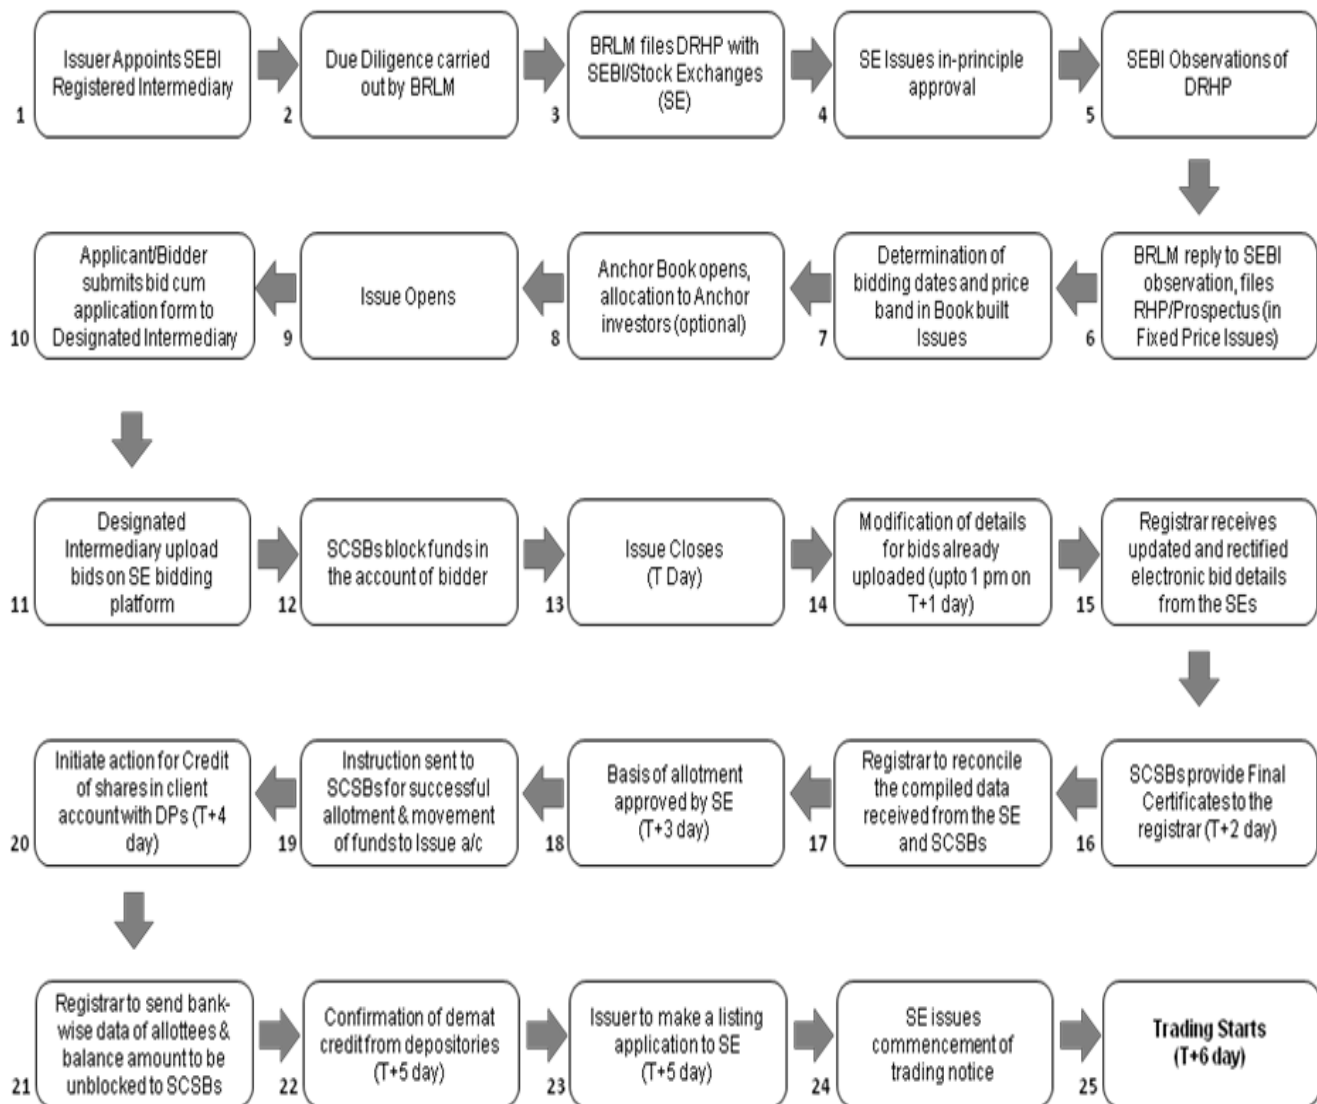 Issuer Appoints SEBI
Registered Intermediary
1
Due Diligence carried
out by BRLM
2
BRLM files DRHP with
SEBI/Stock Exchanges
(SE)
3
SE Issues in-principle
approval
4
SEBI Observations of
DRHP
5
BRLM reply to SEBI
observation, files
RHP/Prospectus (in
Fixed Price Issues)
6
Determination of
bidding dates and price
band in Book built
Issues
7
Anchor Book opens,
allocation to Anchor
investors (optional)
8
Issue Opens
9
Applicant/Bidder
submits bid cum
application form to
Designated Intermediary
10
Designated
Intermediary upload
bids on SE bidding
platform
11
SCSBs block funds in
the account of bidder
12
Issue Closes
(T Day)
13
Modification of details
for bids already
uploaded (upto 1 pm on
T+1 day)
14
Registrar receives
updated and rectified
electronic bid details
from the SEs
15
SCSBs provide Final
Certificates to the
registrar (T+2 day)
16
Registrar to reconcile
the compiled data
received from the SE
and SCSBs
17
Basis of allotment
approved by SE
(T+3 day)
18
Instruction sent to
SCSBs for successful
allotment & movement
of funds to Issue a/c
19
Initiate action for Credit
of shares in client
account with DPs (T+4
day)
20
Registrar to send bank-
wise data of allottees &
balance amount to be
unblocked to SCSBs
21
Confirmation of demat
credit from depositories
(T+5 day)
22
Issuer to make a listing
application to SE
(T+5 day)
23
SE issues
commencement of
trading notice
24
Trading Starts
(T+6 day)
25